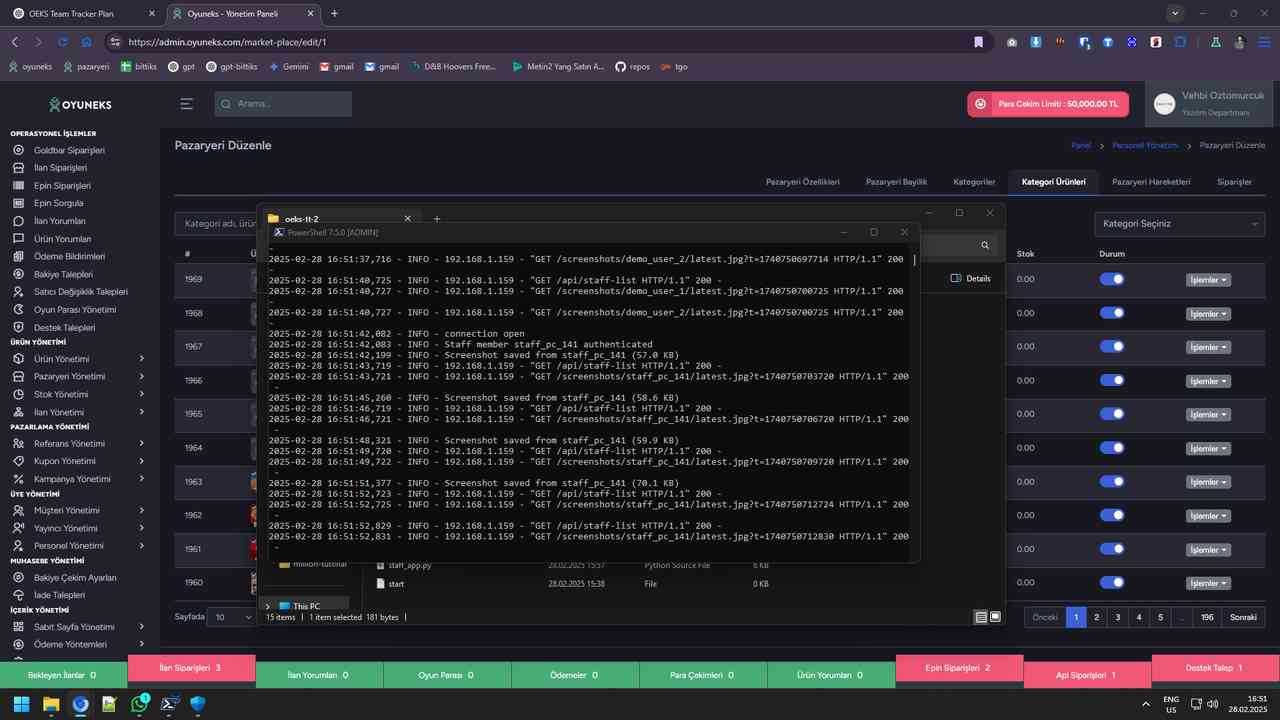 OEKS Team Tracker Plan
Oyuneks - Yönetim Paneli
https://admin.oyuneks.com/market-place/edit/1
oyuneks
pazaryeri
bittiks
gpt
gpt-bittiks
Gemini
gmail
gmail
D&B Hoovers Free...
Metin2 Yang Satın A...
repos
tgo
OYUNEKS
Arama...
Para Cekim Limiti : 50,000.00 TL
Vehbi Oztomurcuk
Yazılım Departmanı
OPERASYONEL İŞLEMLER
Goldbar Siparişleri
İlan Siparişleri
Epin Siparişleri
Epin Sorgula
İlan Yorumları
Ürün Yorumları
Ödeme Bildirimleri
Bakiye Talepleri
Satıcı Değişiklik Talepleri
Oyun Parası Yönetimi
Destek Talepleri
ÜRÜN YÖNETİMİ
Ürün Yönetimi
Pazaryeri Yönetimi
Stok Yönetimi
İlan Yönetimi
PAZARLAMA YÖNETİMİ
Referans Yönetimi
Kupon Yönetimi
Kampanya Yönetimi
ÜYE YÖNETİMİ
Müşteri Yönetimi
Yayıncı Yönetimi
Personel Yönetimi
MUHASEBE YÖNETİMİ
Bakiye Çekim Ayarları
İade Talepleri
İÇERİK YÖNETİMİ
Sabit Sayfa Yönetimi
Ödeme Yöntemleri
Pazaryeri Düzenle
Panel
Personel Yönetimi
Pazaryeri Düzenle
Pazaryeri Özellikleri
Pazaryeri Bayilik
Kategoriler
Kategori Ürünleri
Pazaryeri Hareketleri
Siparişler
Kategori adı, ürün
Kategori Seçiniz
#
Stok
Durum
1969
0.00
İşlemler
1968
0.00
İşlemler
1967
0.00
İşlemler
1966
0.00
İşlemler
1965
0.00
İşlemler
1964
0.00
İşlemler
1963
0.00
İşlemler
1962
0.00
İşlemler
1961
0.00
İşlemler
1960
0.00
İşlemler
Sayfada
10
Önceki
1
2
3
4
5
...
196
Sonraki
oeks-tt-2
Details
PowerShell 7.5.0 [ADMIN]
-
2025-02-28 16:51:37,716 - INFO - 192.168.1.159 - "GET /screenshots/demo_user_2/latest.jpg?t=1740750697714 HTTP/1.1" 200
-
2025-02-28 16:51:40,725 - INFO - 192.168.1.159 - "GET /api/staff-list HTTP/1.1" 200 -
2025-02-28 16:51:40,727 - INFO - 192.168.1.159 - "GET /screenshots/demo_user_1/latest.jpg?t=1740750700725 HTTP/1.1" 200
-
2025-02-28 16:51:40,727 - INFO - 192.168.1.159 - "GET /screenshots/demo_user_2/latest.jpg?t=1740750700725 HTTP/1.1" 200
-
2025-02-28 16:51:42,082 - INFO - connection open
2025-02-28 16:51:42,083 - INFO - Staff member staff_pc_141 authenticated
2025-02-28 16:51:42,199 - INFO - Screenshot saved from staff_pc_141 (57.0 KB)
2025-02-28 16:51:43,719 - INFO - 192.168.1.159 - "GET /api/staff-list HTTP/1.1" 200 -
2025-02-28 16:51:43,721 - INFO - 192.168.1.159 - "GET /screenshots/staff_pc_141/latest.jpg?t=1740750703720 HTTP/1.1" 200
-
2025-02-28 16:51:45,260 - INFO - Screenshot saved from staff_pc_141 (58.6 KB)
2025-02-28 16:51:46,719 - INFO - 192.168.1.159 - "GET /api/staff-list HTTP/1.1" 200 -
2025-02-28 16:51:46,721 - INFO - 192.168.1.159 - "GET /screenshots/staff_pc_141/latest.jpg?t=1740750706720 HTTP/1.1" 200
-
2025-02-28 16:51:48,321 - INFO - Screenshot saved from staff_pc_141 (59.9 KB)
2025-02-28 16:51:49,720 - INFO - 192.168.1.159 - "GET /api/staff-list HTTP/1.1" 200 -
2025-02-28 16:51:49,722 - INFO - 192.168.1.159 - "GET /screenshots/staff_pc_141/latest.jpg?t=1740750709720 HTTP/1.1" 200
-
2025-02-28 16:51:51,377 - INFO - Screenshot saved from staff_pc_141 (70.1 KB)
2025-02-28 16:51:52,723 - INFO - 192.168.1.159 - "GET /api/staff-list HTTP/1.1" 200 -
2025-02-28 16:51:52,725 - INFO - 192.168.1.159 - "GET /screenshots/staff_pc_141/latest.jpg?t=1740750712724 HTTP/1.1" 200
-
2025-02-28 16:51:52,829 - INFO - 192.168.1.159 - "GET /api/staff-list HTTP/1.1" 200 -
2025-02-28 16:51:52,831 - INFO - 192.168.1.159 - "GET /screenshots/staff_pc_141/latest.jpg?t=1740750712830 HTTP/1.1" 200
-
million-tutorial
staff_app.py
28.02.2025 15:37
Python Source File
6 KB
start
28.02.2025 15:38
File
0 KB
This PC
15 items
1 item selected 181 bytes
Bekleyen İlanlar 0
İlan Siparişleri 3
İlan Yorumları 0
Oyun Parası 0
Ödemeler 0
Para Çekimleri 0
Ürün Yorumları 0
Epin Siparişleri 2
Api Siparişleri 1
Destek Talep 1
1
ENG
US
16:51
28.02.2025